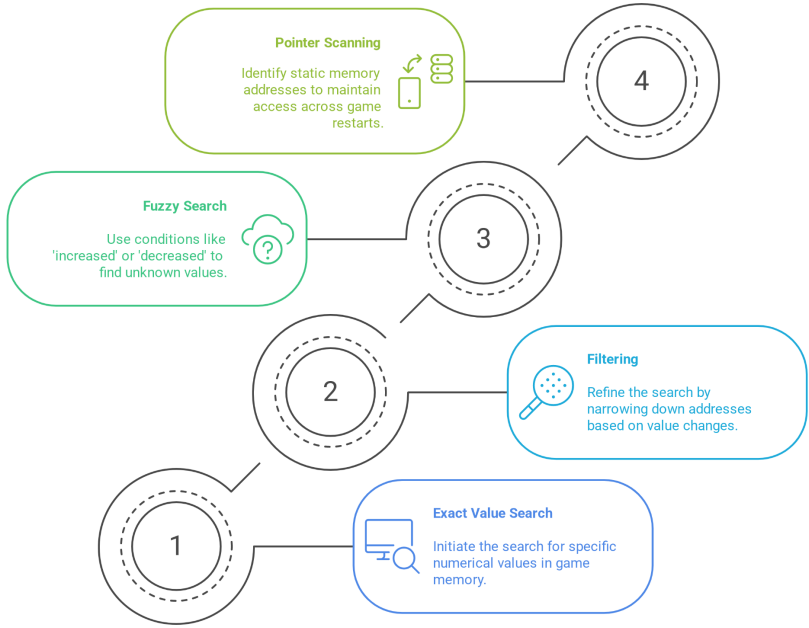 Pointer Scanning
Identify static memory
addresses to maintain
access across game
restarts.
4
Fuzzy Search
Use conditions like
'increased' or 'decreased' to
find unknown values.
3
2
Filtering
Refine the search by
narrowing down addresses
based on value changes.
1
Exact Value Search
Initiate the search for specific
numerical values in game
memory.